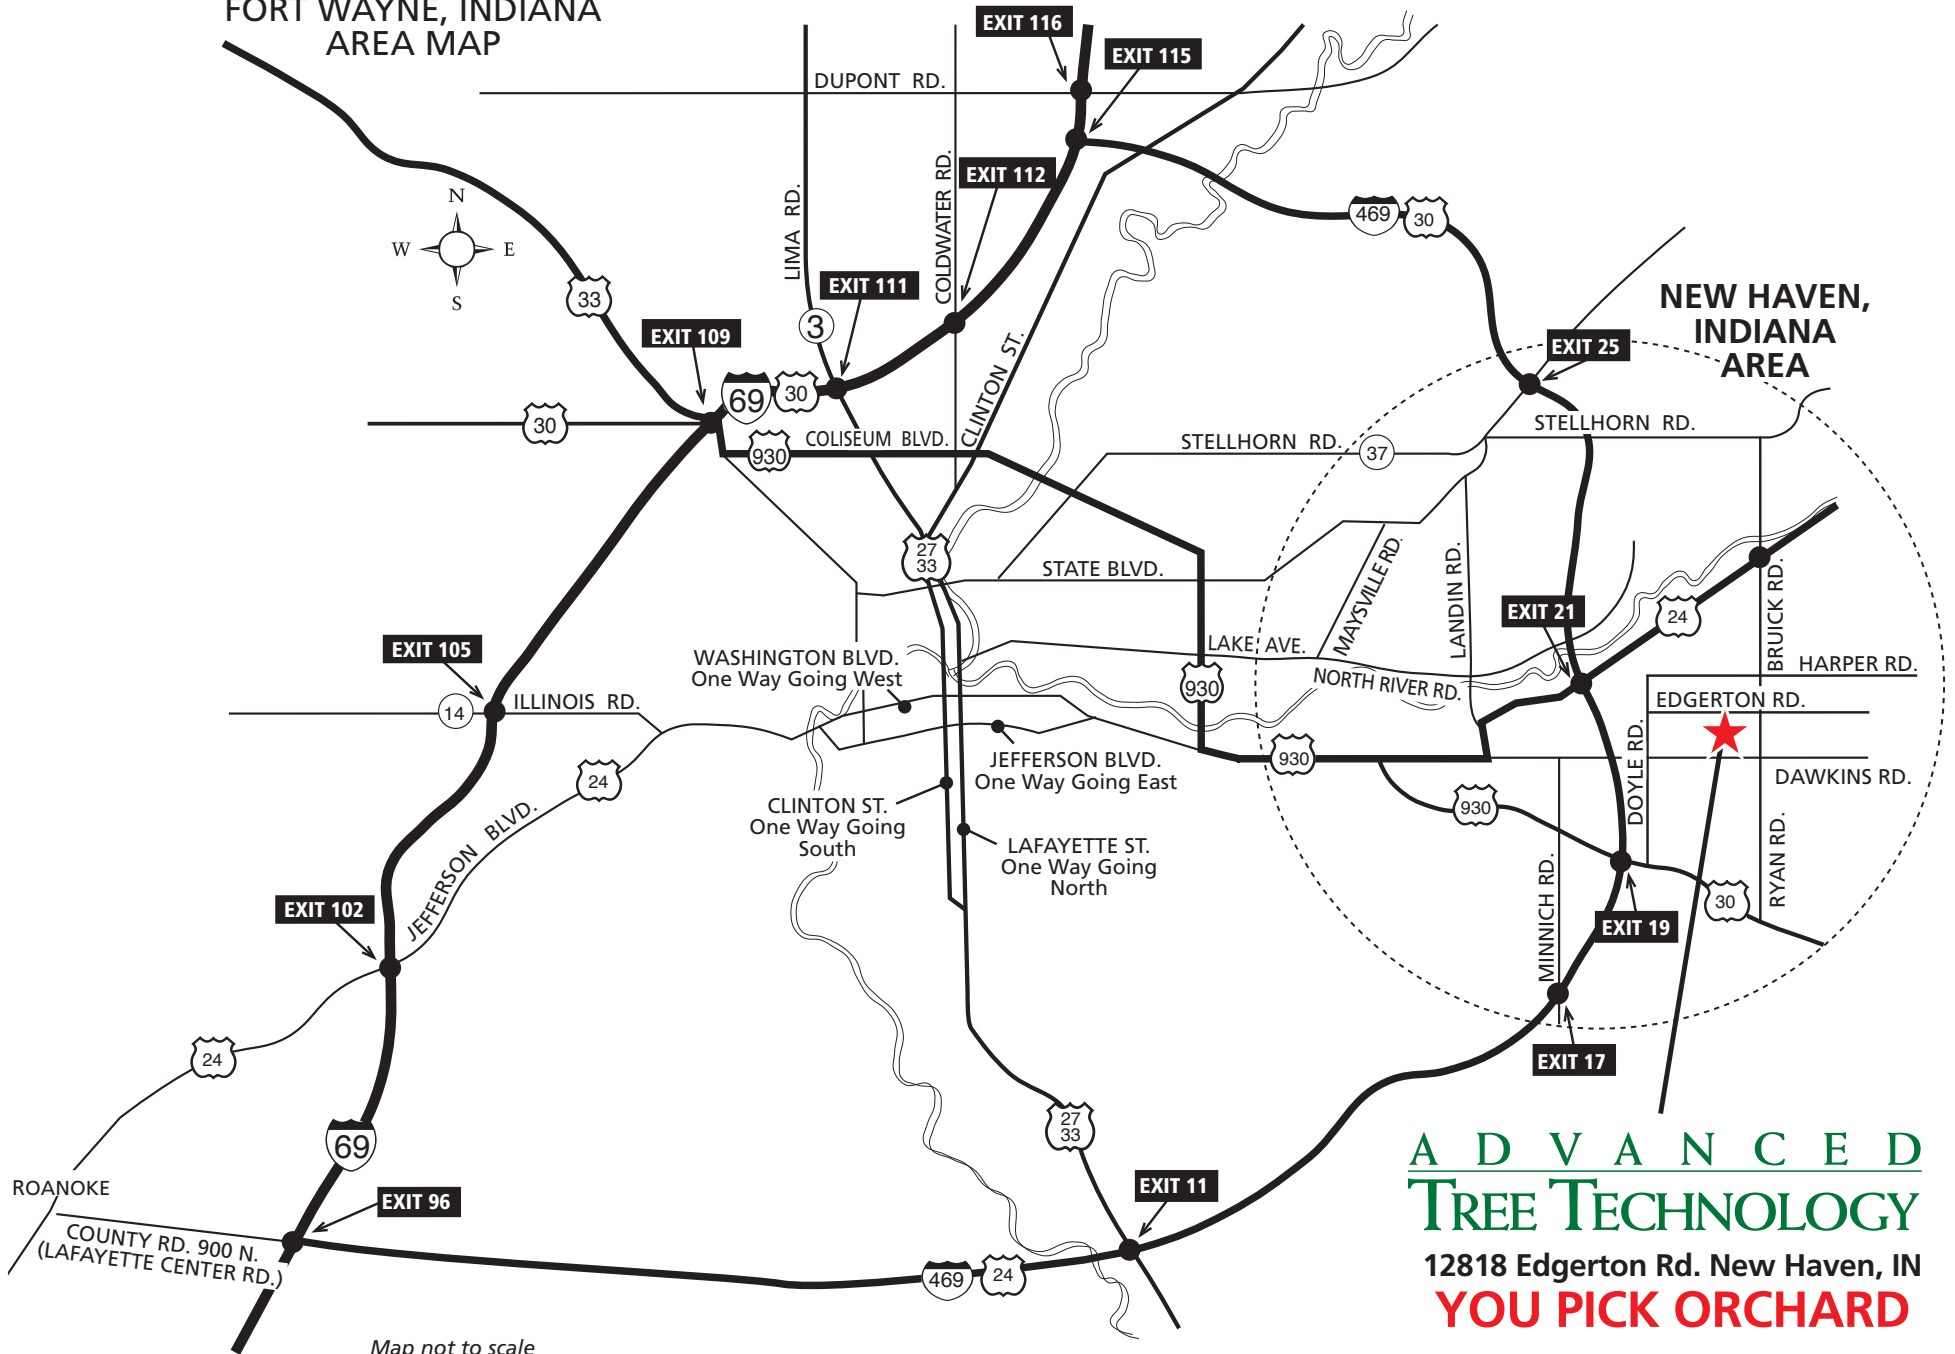 FORT WAYNE, INDIANA
AREA MAP
EXIT 116
EXIT 115
DUPONT RD.
EXIT 112
COLDWATER RD.
LIMA RD.
N
W
E
S
469
30
33
EXIT 111
3
EXIT 109
NEW HAVEN,
INDIANA
AREA
EXIT 25
69
30
30
CLINTON ST.
COLISEUM BLVD.
930
STELLHORN RD.
STELLHORN RD.
37
27
33
STATE BLVD.
MAYSVILLE RD.
LANDIN RD.
EXIT 21
24
BRUICK RD.
LAKE AVE.
NORTH RIVER RD.
HARPER RD.
EDGERTON RD.
EXIT 105
WASHINGTON BLVD.
One Way Going West
930
14
ILLINOIS RD.
JEFFERSON BLVD.
One Way Going East
930
DOYLE RD.
DAWKINS RD.
24
CLINTON ST.
One Way Going
South
930
JEFFERSON BLVD.
LAFAYETTE ST.
One Way Going
North
MINNICH RD.
RYAN RD.
EXIT 102
30
EXIT 19
24
EXIT 17
27
33
69
ROANOKE
EXIT 96
EXIT 11
COUNTY RD. 900 N.
(LAFAYETTE CENTER RD.)
469
24
Map not to scale
ADVANCED
TREE TECHNOLOGY
12818 Edgerton Rd. New Haven, IN
YOU PICK ORCHARD